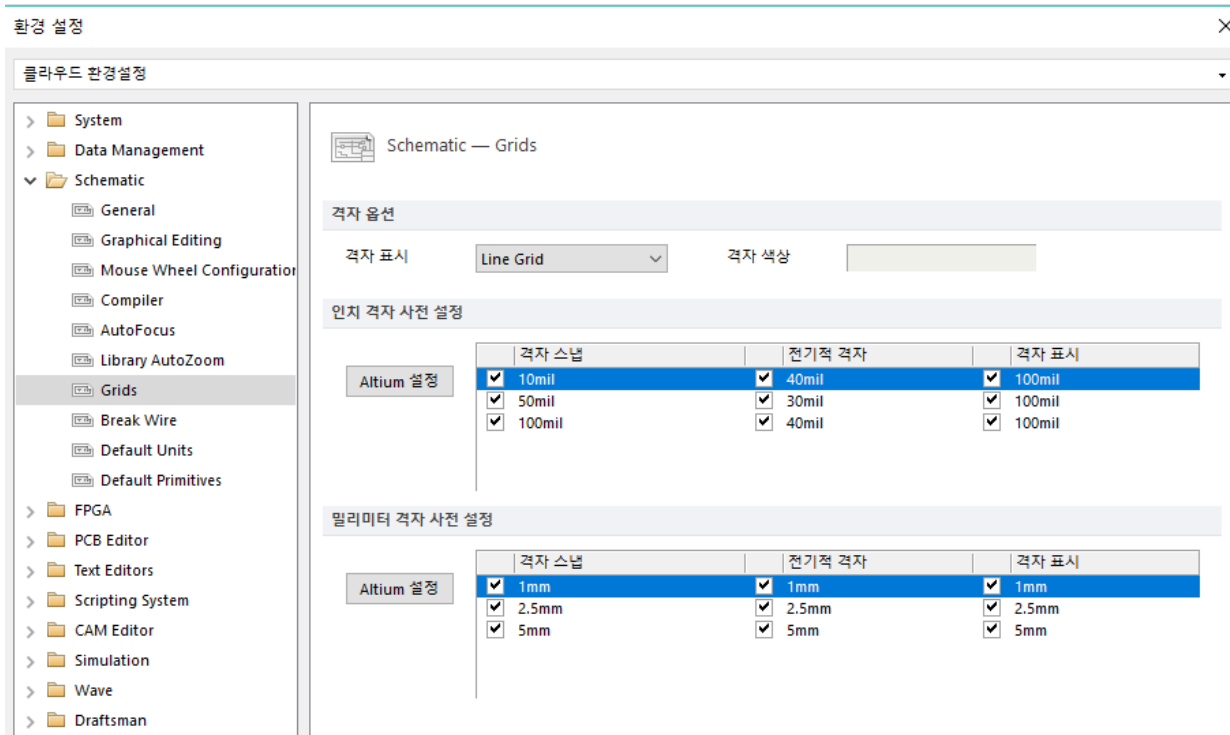 환경 설정
클라우드 환경설정
System
Data Management
Schematic
General
Graphical Editing
Mouse Wheel Configuration
Compiler
AutoFocus
Library AutoZoom
Grids
Break Wire
Default Units
Default Primitives
FPGA
PCB Editor
Text Editors
Scripting System
CAM Editor
Simulation
Wave
Draftsman
Schematic — Grids
격자 옵션
격자 표시 Line Grid 격자 색상
인치 격자 사전 설정
Altium 설정
격자 스냅 전기적 격자 격자 표시
10mil 40mil 100mil
50mil 30mil 100mil
100mil 40mil 100mil
밀리미터 격자 사전 설정
Altium 설정
격자 스냅 전기적 격자 격자 표시
1mm 1mm 1mm
2.5mm 2.5mm 2.5mm
5mm 5mm 5mm